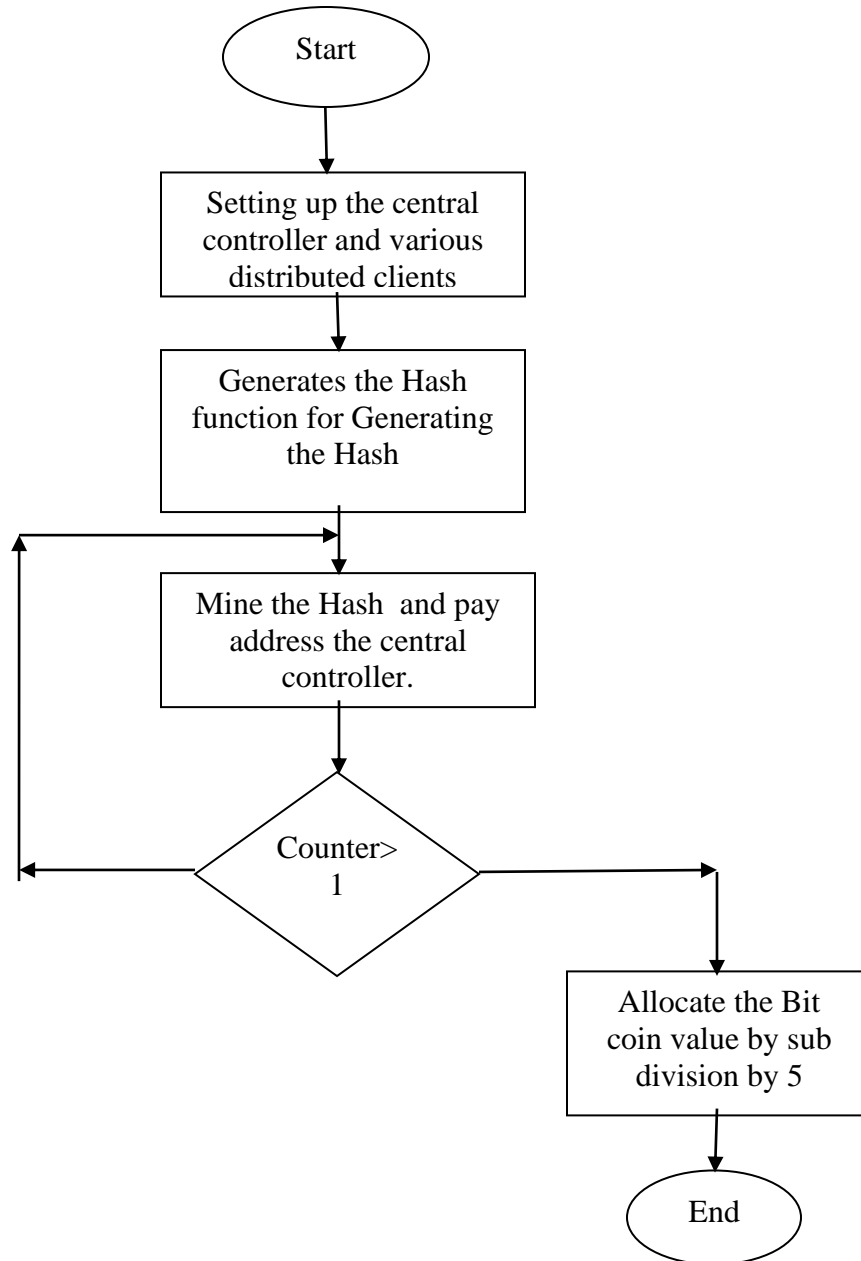 Start
Setting up the central
controller and various
distributed clients
Generates the Hash
function for Generating
the Hash
Mine the Hash  and pay
address the central
controller.
Counter>
1
Allocate the Bit
coin value by sub
division by 5
End